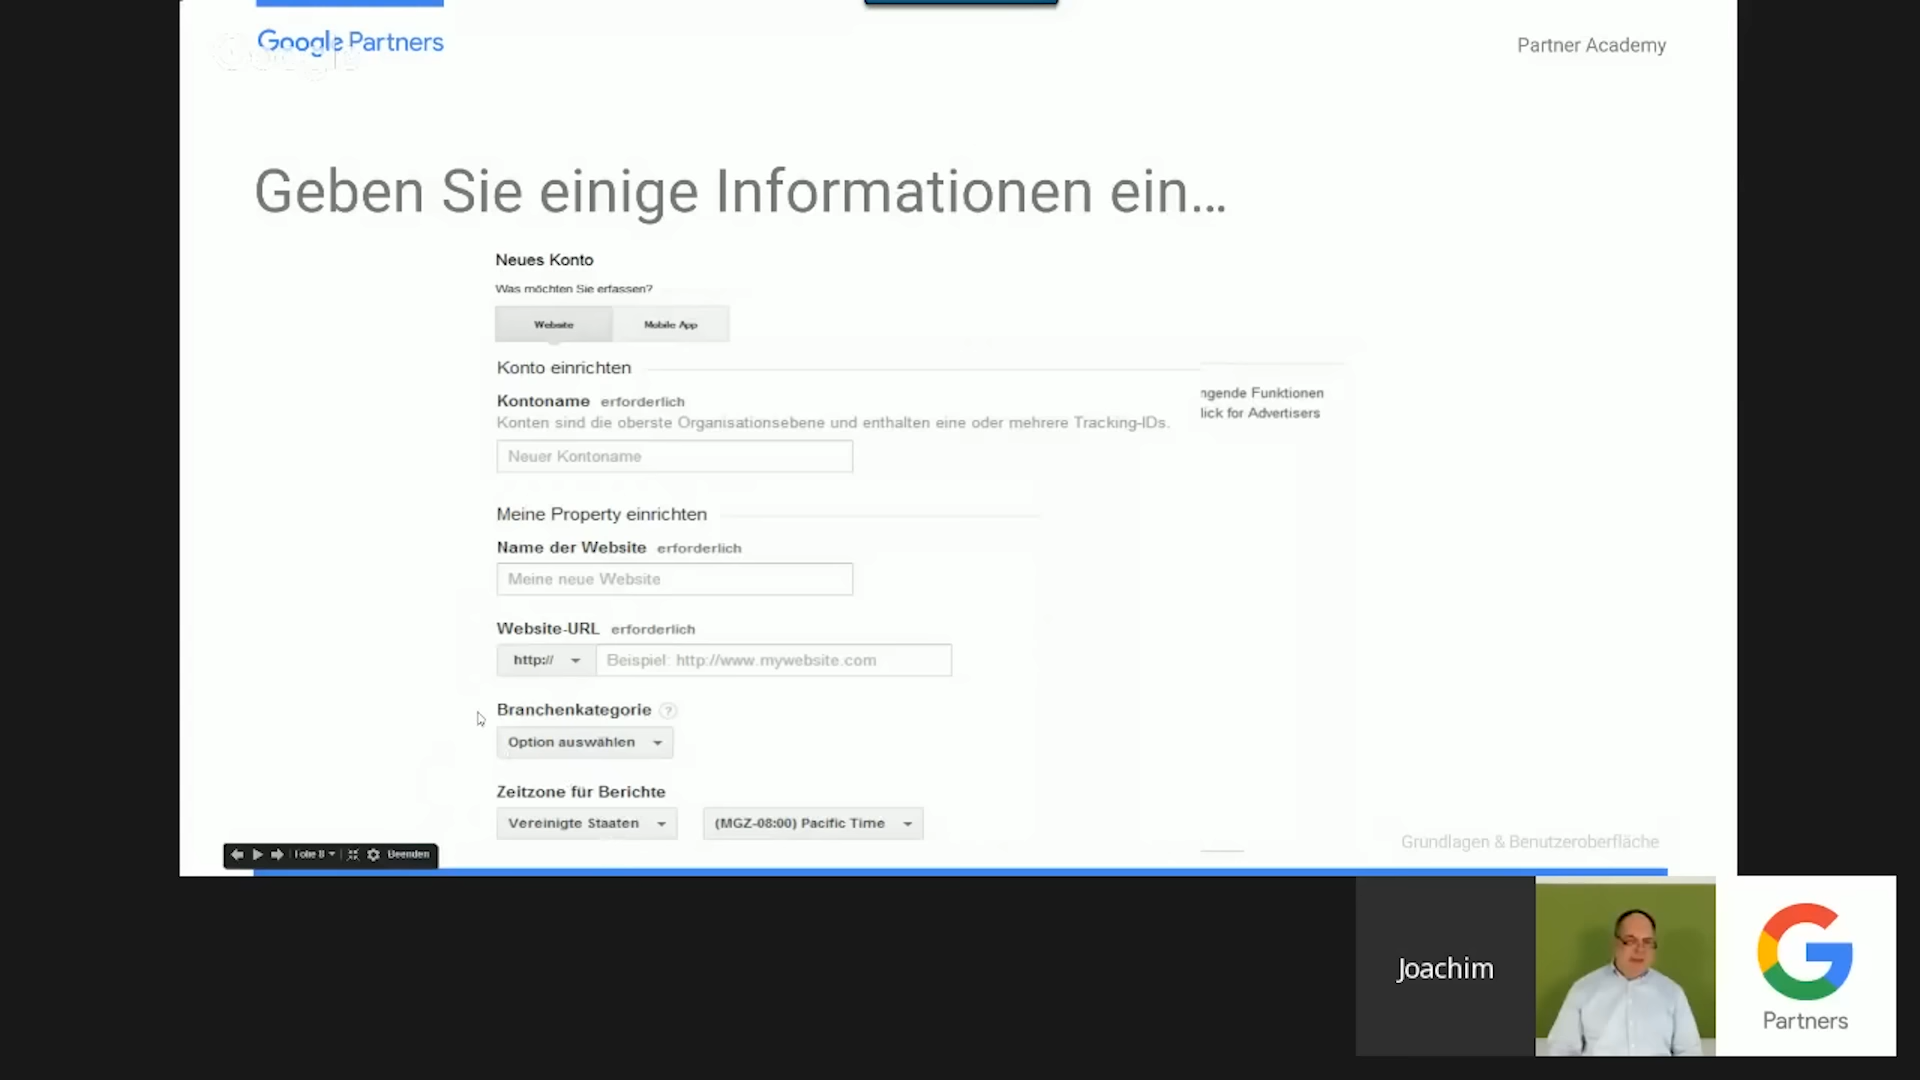 Google Partners
Partner Academy
Geben Sie einige Informationen ein...
Neues Konto
Was möchten Sie erfassen?
Website
Mobile App
Konto einrichten
Kontoname erforderlich
Konten sind die oberste Organisationsebene und enthalten eine oder mehrere Tracking-IDs.
ngende Funktionen
lick for Advertisers
Neuer Kontoname
Meine Property einrichten
Name der Website erforderlich
Meine neue Website
Website-URL erforderlich
http://
Beispiel: http://www.mywebsite.com
Branchenkategorie ?
Option auswählen
Zeitzone für Berichte
Vereinigte Staaten
(MGZ-08:00) Pacific Time
Grundlagen & Benutzeroberfläche
Folie 8
Beenden
Joachim
Partners